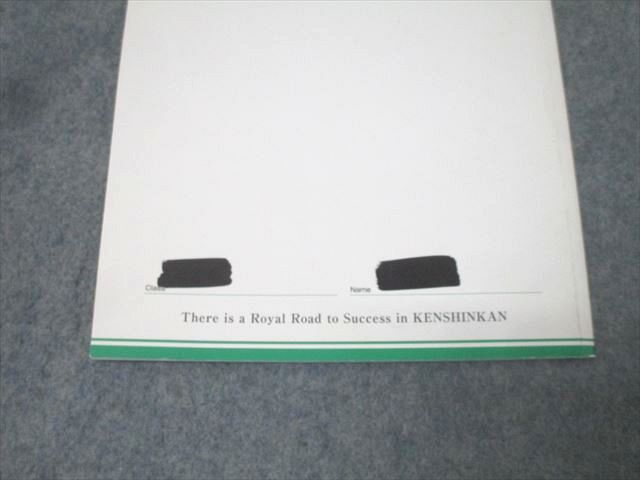 Class
Name
There is a Royal Road to Success in KENSHINKAN